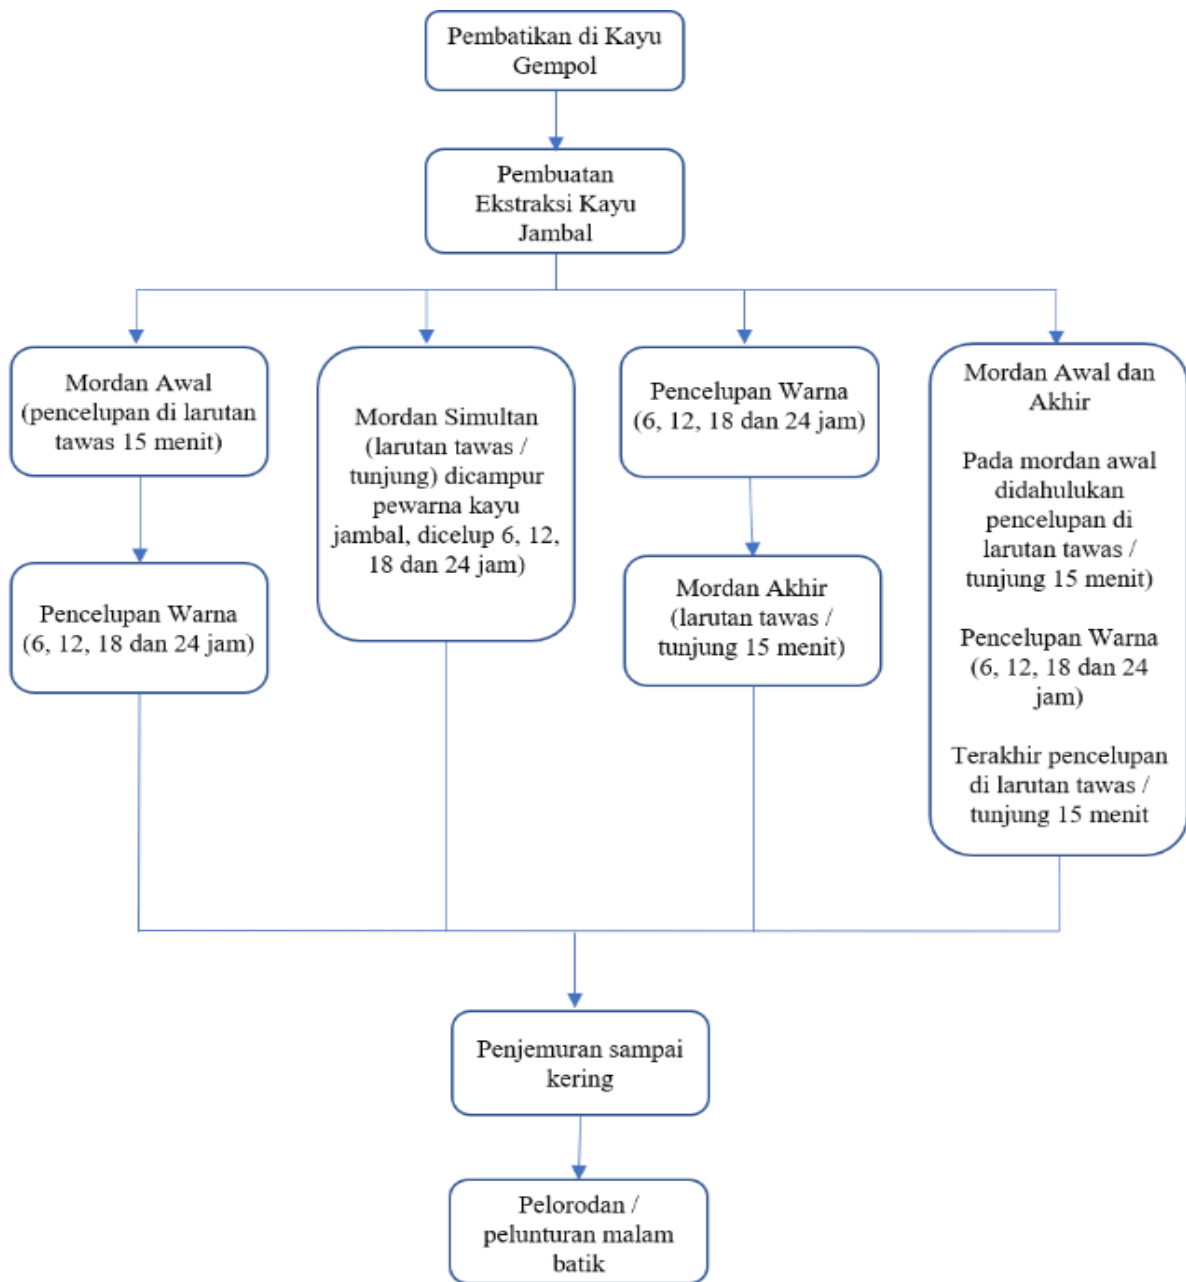 Pembatikan di Kayu
Gempol
Pembuatan
Ekstraksi Kayu
Jambal
Mordan Awal
(pencelupan di larutan
tawas 15 menit)
Pencelupan Warna
(6, 12, 18 dan 24 jam)
Mordan Simultan
(larutan tawas /
tunjung) dicampur
pewarna kayu
jambal, dicelup 6, 12,
18 dan 24 jam)
Pencelupan Warna
(6, 12, 18 dan 24 jam)
Mordan Akhir
(larutan tawas /
tunjung 15 menit)
Mordan Awal dan
Akhir
Pada mordan awal
didahulukan
pencelupan di
larutan tawas /
tunjung 15 menit)
Pencelupan Warna
(6, 12, 18 dan 24
jam)
Terakhir pencelupan
di larutan tawas /
tunjung 15 menit
Penjemuran sampai
kering
Pelorodan /
pelunturan malam
batik